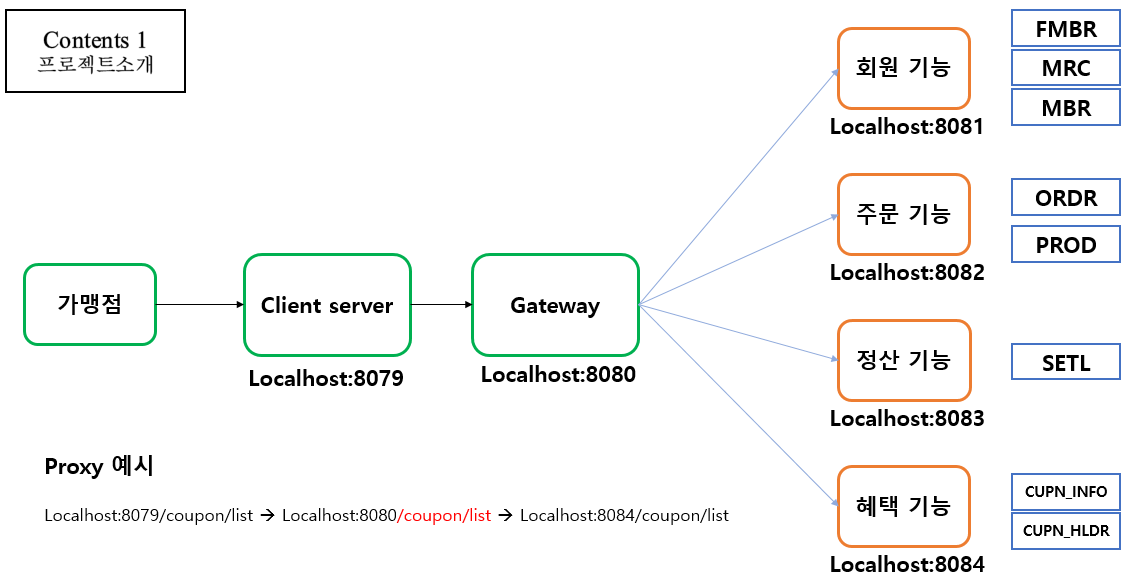 Contents 1
프로젝트소개
회원 기능
Localhost:8081
FMBR
MRC
MBR
주문 기능
Localhost:8082
ORDR
PROD
가맹점
Client server
Localhost:8079
Gateway
Localhost:8080
정산 기능
Localhost:8083
SETL
혜택 기능
Localhost:8084
CUPN_INFO
CUPN_HLDR
Proxy 예시
Localhost:8079/coupon/list → Localhost:8080/coupon/list → Localhost:8084/coupon/list